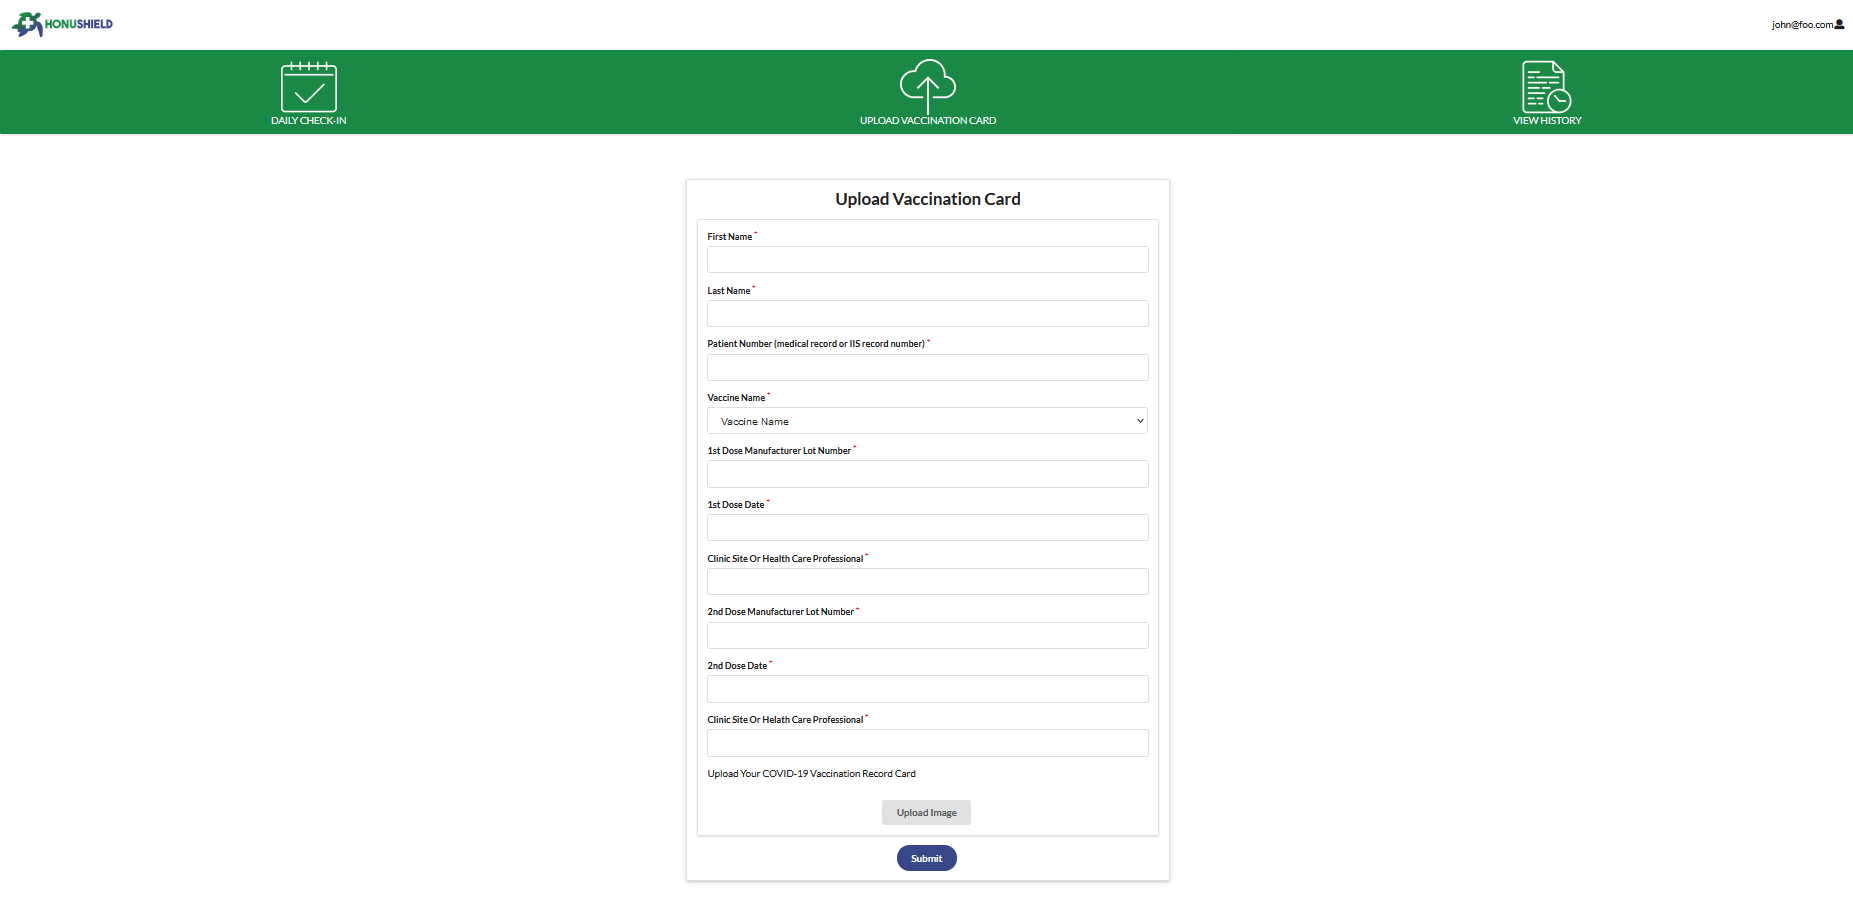 HONUSHIELD
john@foo.com
DAILY CHECK-IN
UPLOAD VACCINATION CARD
VIEW HISTORY
Upload Vaccination Card
First Name *
Last Name *
Patient Number (medical record or IIS record number) *
Vaccine Name *
Vaccine Name
1st Dose Manufacturer Lot Number *
1st Dose Date *
Clinic Site Or Health Care Professional *
2nd Dose Manufacturer Lot Number *
2nd Dose Date *
Clinic Site Or Helath Care Professional *
Upload Your COVID-19 Vaccination Record Card
Upload Image
Submit